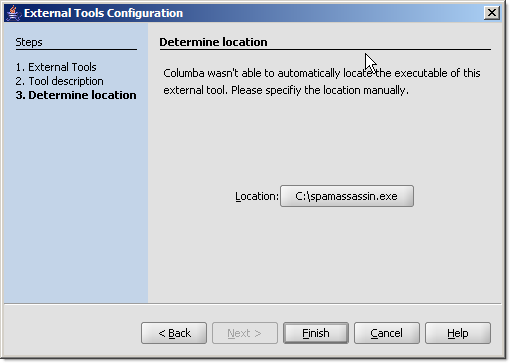 External Tools Configuration
Steps
1. External Tools
2. Tool description
3. Determine location
Determine location
Columba wasn't able to automatically locate the executable of this
external tool. Please specifiy the location manually.
Location: C:\spamassassin.exe
< Back Next > Finish Cancel Help